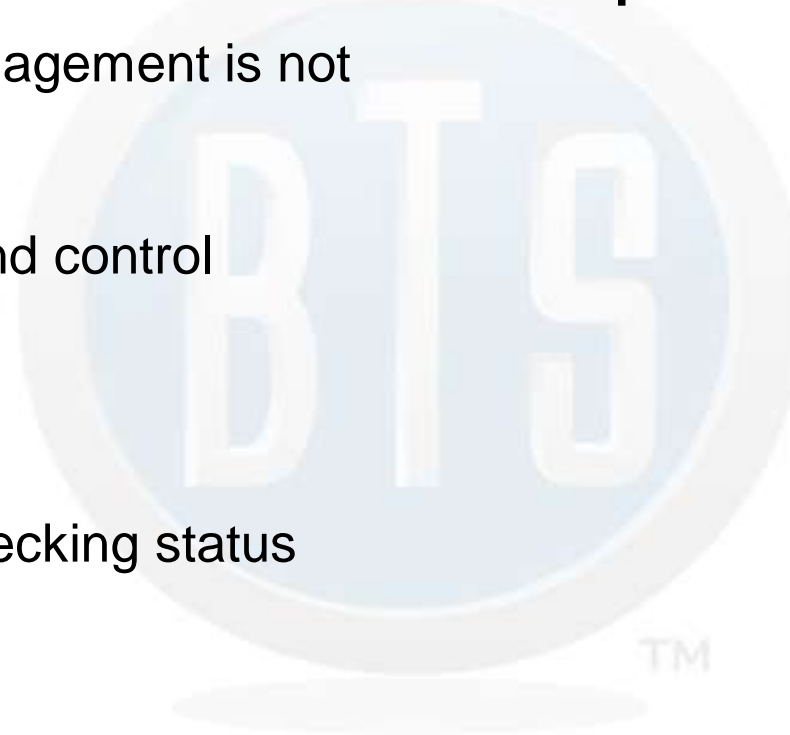 agement is not
nd control
ecking status
BTS
TM